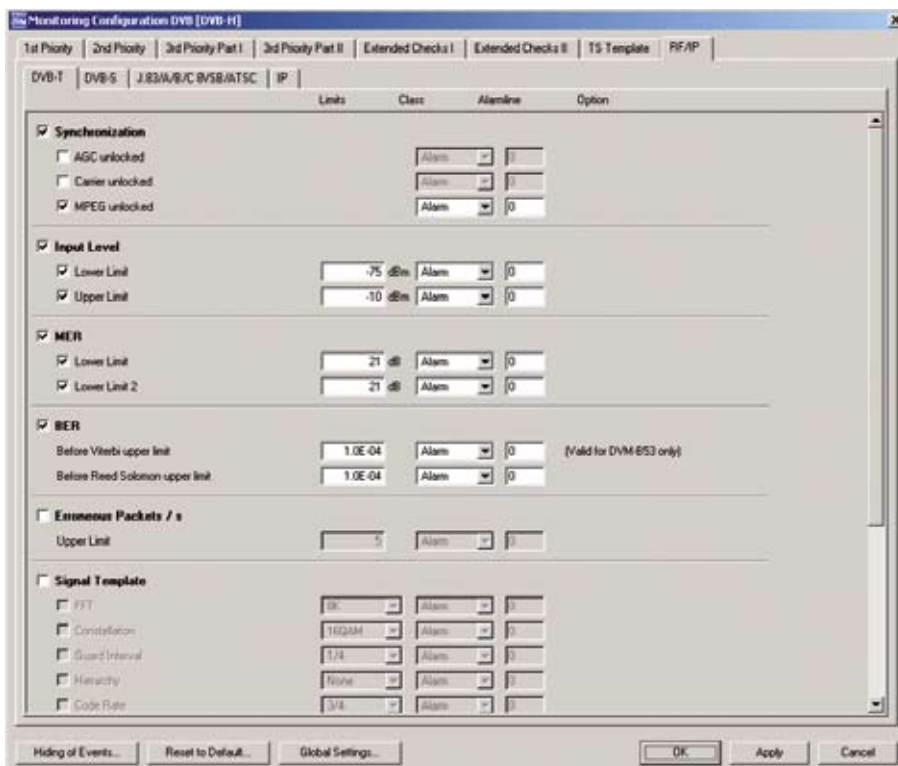 Monitoring Configuration DVB [DVB-H]
1st Priority 2nd Priority 3rd Priority Part I 3rd Priority Part II Extended Checks I Extended Checks II TS Template RF/IP
DVB-T DVB-S J.83/A/B/C 8VSB/ATSC IP
Limits Class Alarmline Option
Synchronization
AGC unlocked Alarm 0
Carrier unlocked Alarm 0
MPEG unlocked Alarm 0
Input Level
Lower Limit -75 dBm Alarm 0
Upper Limit -10 dBm Alarm 0
MER
Lower Limit 21 dB Alarm 0
Lower Limit 2 21 dB Alarm 0
BER
Before Viterbi upper limit 1.0E-04 Alarm 0 (Valid for DVM-B53 only)
Before Reed Solomon upper limit 1.0E-04 Alarm 0
Erroneous Packets / s
Upper Limit 5 Alarm 0
Signal Template
FFT 8K Alarm 0
Constellation 16QAM Alarm 0
Guard Interval 1/4 Alarm 0
Hierarchy None Alarm 0
Code Rate 3/4 Alarm 0
Hiding of Events... Reset to Default... Global Settings... OK Apply Cancel